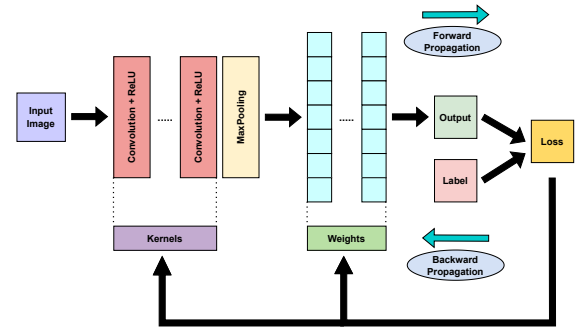 Forward
Propagation
Input
Image
Convolution + ReLU
.....
Convolution + ReLU
MaxPooling
.....
Output
Label
Loss
Kernels
Weights
Backward
Propagation